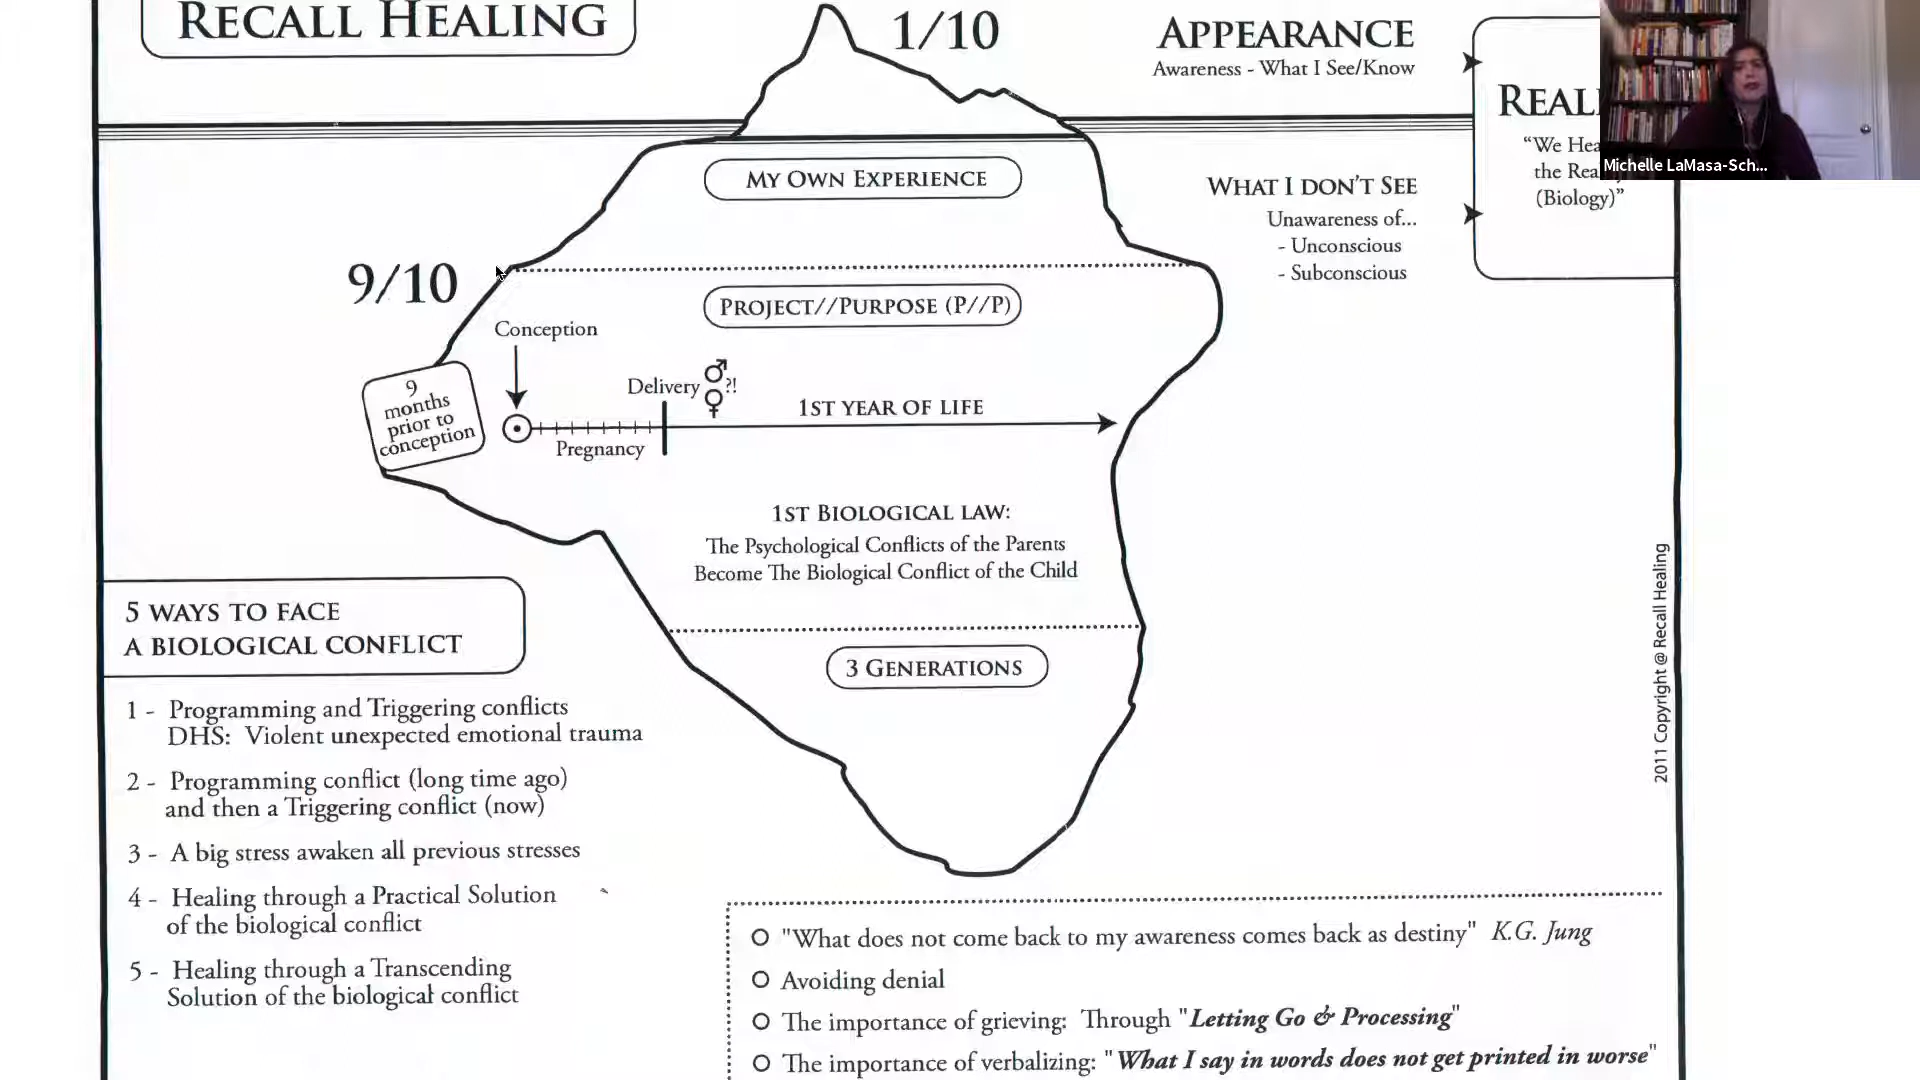 RECALL HEALING
1/10
APPEARANCE
Awareness - What I See/Know
REAL
"We Hea
the Rea
(Biology)"
Michelle LaMasa-Sch...
MY OWN EXPERIENCE
WHAT I DON'T SEE
Unawareness of...
- Unconscious
- Subconscious
9/10
PROJECT//PURPOSE (P//P)
Conception
9
months
prior to
conception
Delivery ♂♀?!
1ST YEAR OF LIFE
Pregnancy
1ST BIOLOGICAL LAW:
The Psychological Conflicts of the Parents
Become The Biological Conflict of the Child
3 GENERATIONS
5 WAYS TO FACE
A BIOLOGICAL CONFLICT
1 - Programming and Triggering conflicts
DHS: Violent unexpected emotional trauma
2 - Programming conflict (long time ago)
and then a Triggering conflict (now)
3 - A big stress awaken all previous stresses
4 - Healing through a Practical Solution
of the biological conflict
5 - Healing through a Transcending
Solution of the biological conflict
2011 Copyright @ Recall Healing
O "What does not come back to my awareness comes back as destiny" K.G. Jung
O Avoiding denial
O The importance of grieving: Through "Letting Go & Processing"
O The importance of verbalizing: "What I say in words does not get printed in worse"